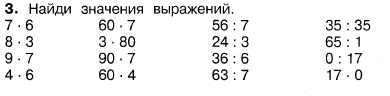 3. Найди значения выражений.
7 · 6 60 · 7 56 : 7 35 : 35
8 · 3 3 · 80 24 : 3 65 : 1
9 · 7 90 · 7 36 : 6 0 : 17
4 · 6 60 · 4 63 : 7 17 · 0